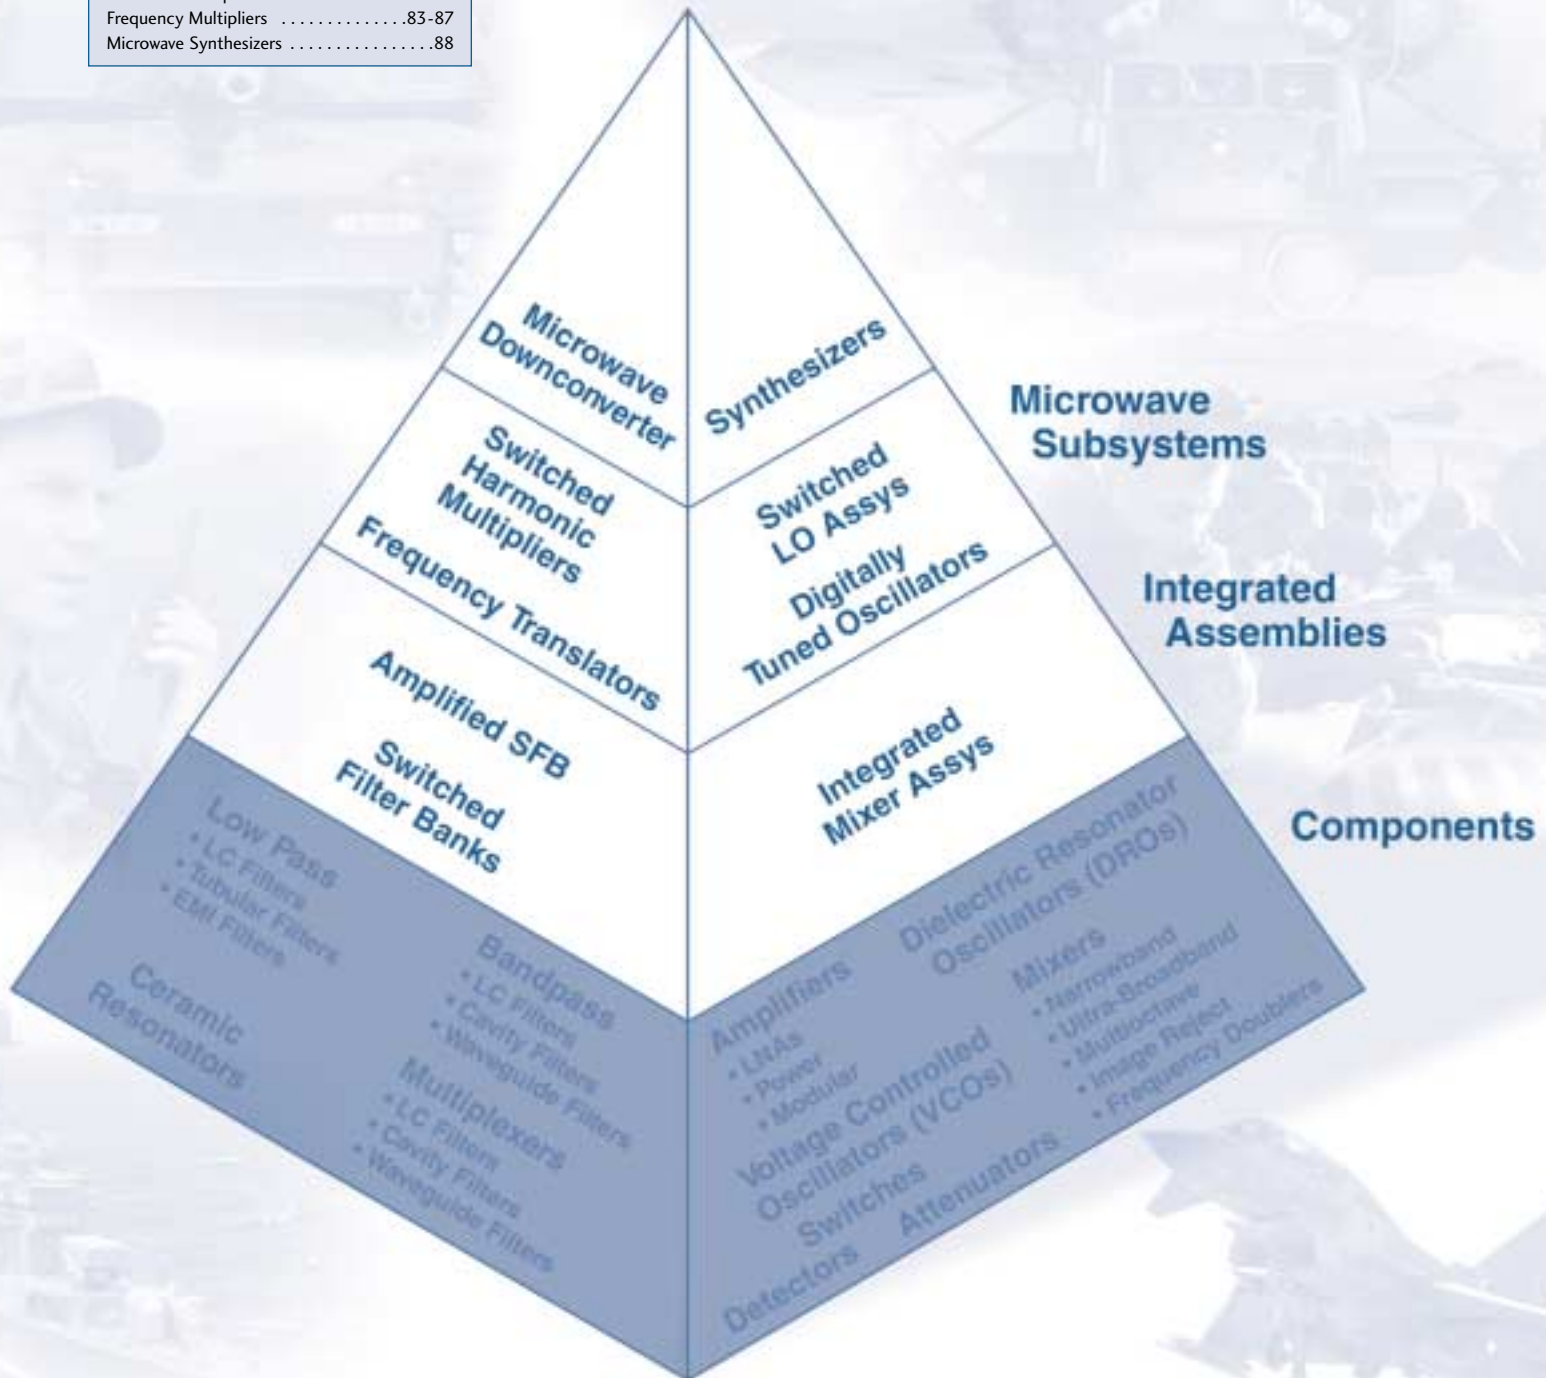 Frequency Multipliers ..............83-87
Microwave Synthesizers ................88
Microwave
Downconverter
Synthesizers
Switched
Harmonic
Multipliers
Frequency Translators
Switched
LO Assys
Digitally
Tuned Oscillators
Amplified SFB
Switched
Filter Banks
Integrated
Mixer Assys
Low Pass
• LC Filters
• Tubular Filters
• EMI Filters
Ceramic
Resonators
Bandpass
• LC Filters
• Cavity Filters
• Waveguide Filters
Multiplexers
• LC Filters
• Cavity Filters
• Waveguide Filters
Dielectric Resonator
Oscillators (DROs)
Amplifiers
• LNAs
• Power
• Modular
Mixers
• Narrowband
• Ultra-Broadband
• Multioctave
• Image Reject
• Frequency Doublers
Voltage Controlled
Oscillators (VCOs)
Switches
Attenuators
Detectors
Microwave
Subsystems
Integrated
Assemblies
Components